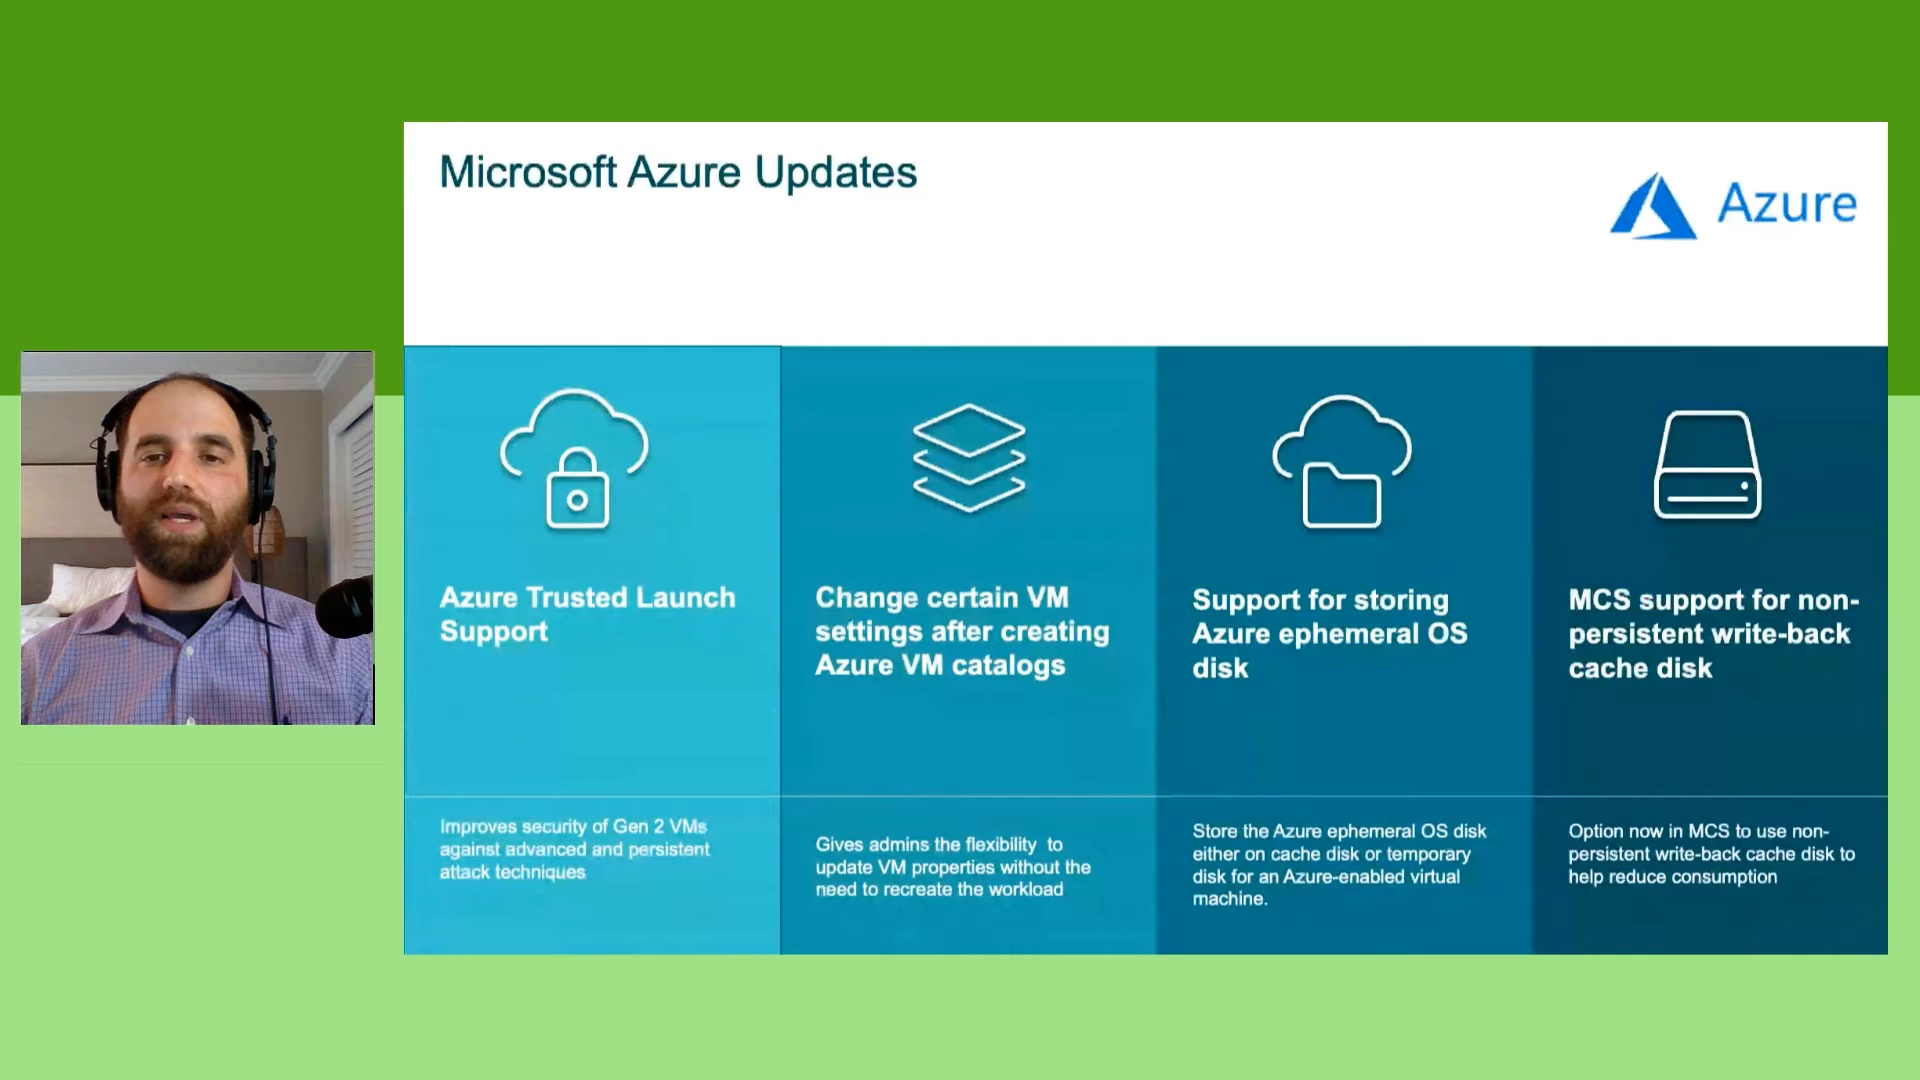 Microsoft Azure Updates
Azure
Azure Trusted Launch
Support
Improves security of Gen 2 VMs
against advanced and persistent
attack techniques
Change certain VM
settings after creating
Azure VM catalogs
Gives admins the flexibility  to
update VM properties without the
need to recreate the workload
Support for storing
Azure ephemeral OS
disk
Store the Azure ephemeral OS disk
either on cache disk or temporary
disk for an Azure-enabled virtual
machine.
MCS support for non-
persistent write-back
cache disk
Option now in MCS to use non-
persistent write-back cache disk to
help reduce consumption